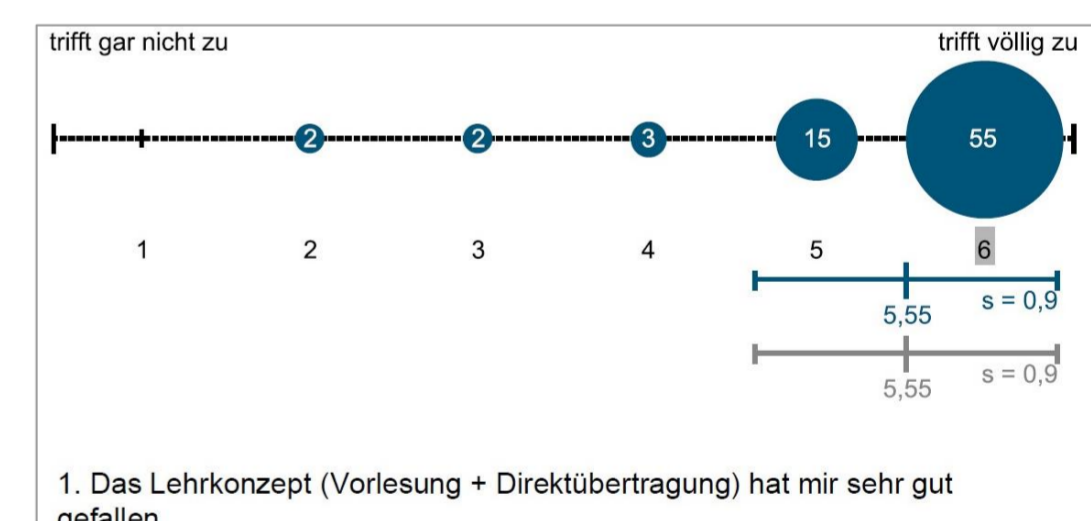 trifft gar nicht zu trifft völlig zu
2 2 3 15 55
1 2 3 4 5 6
5,55 s = 0,9
5,55 s = 0,9
1. Das Lehrkonzept (Vorlesung + Direktübertragung) hat mir sehr gut
gefallen